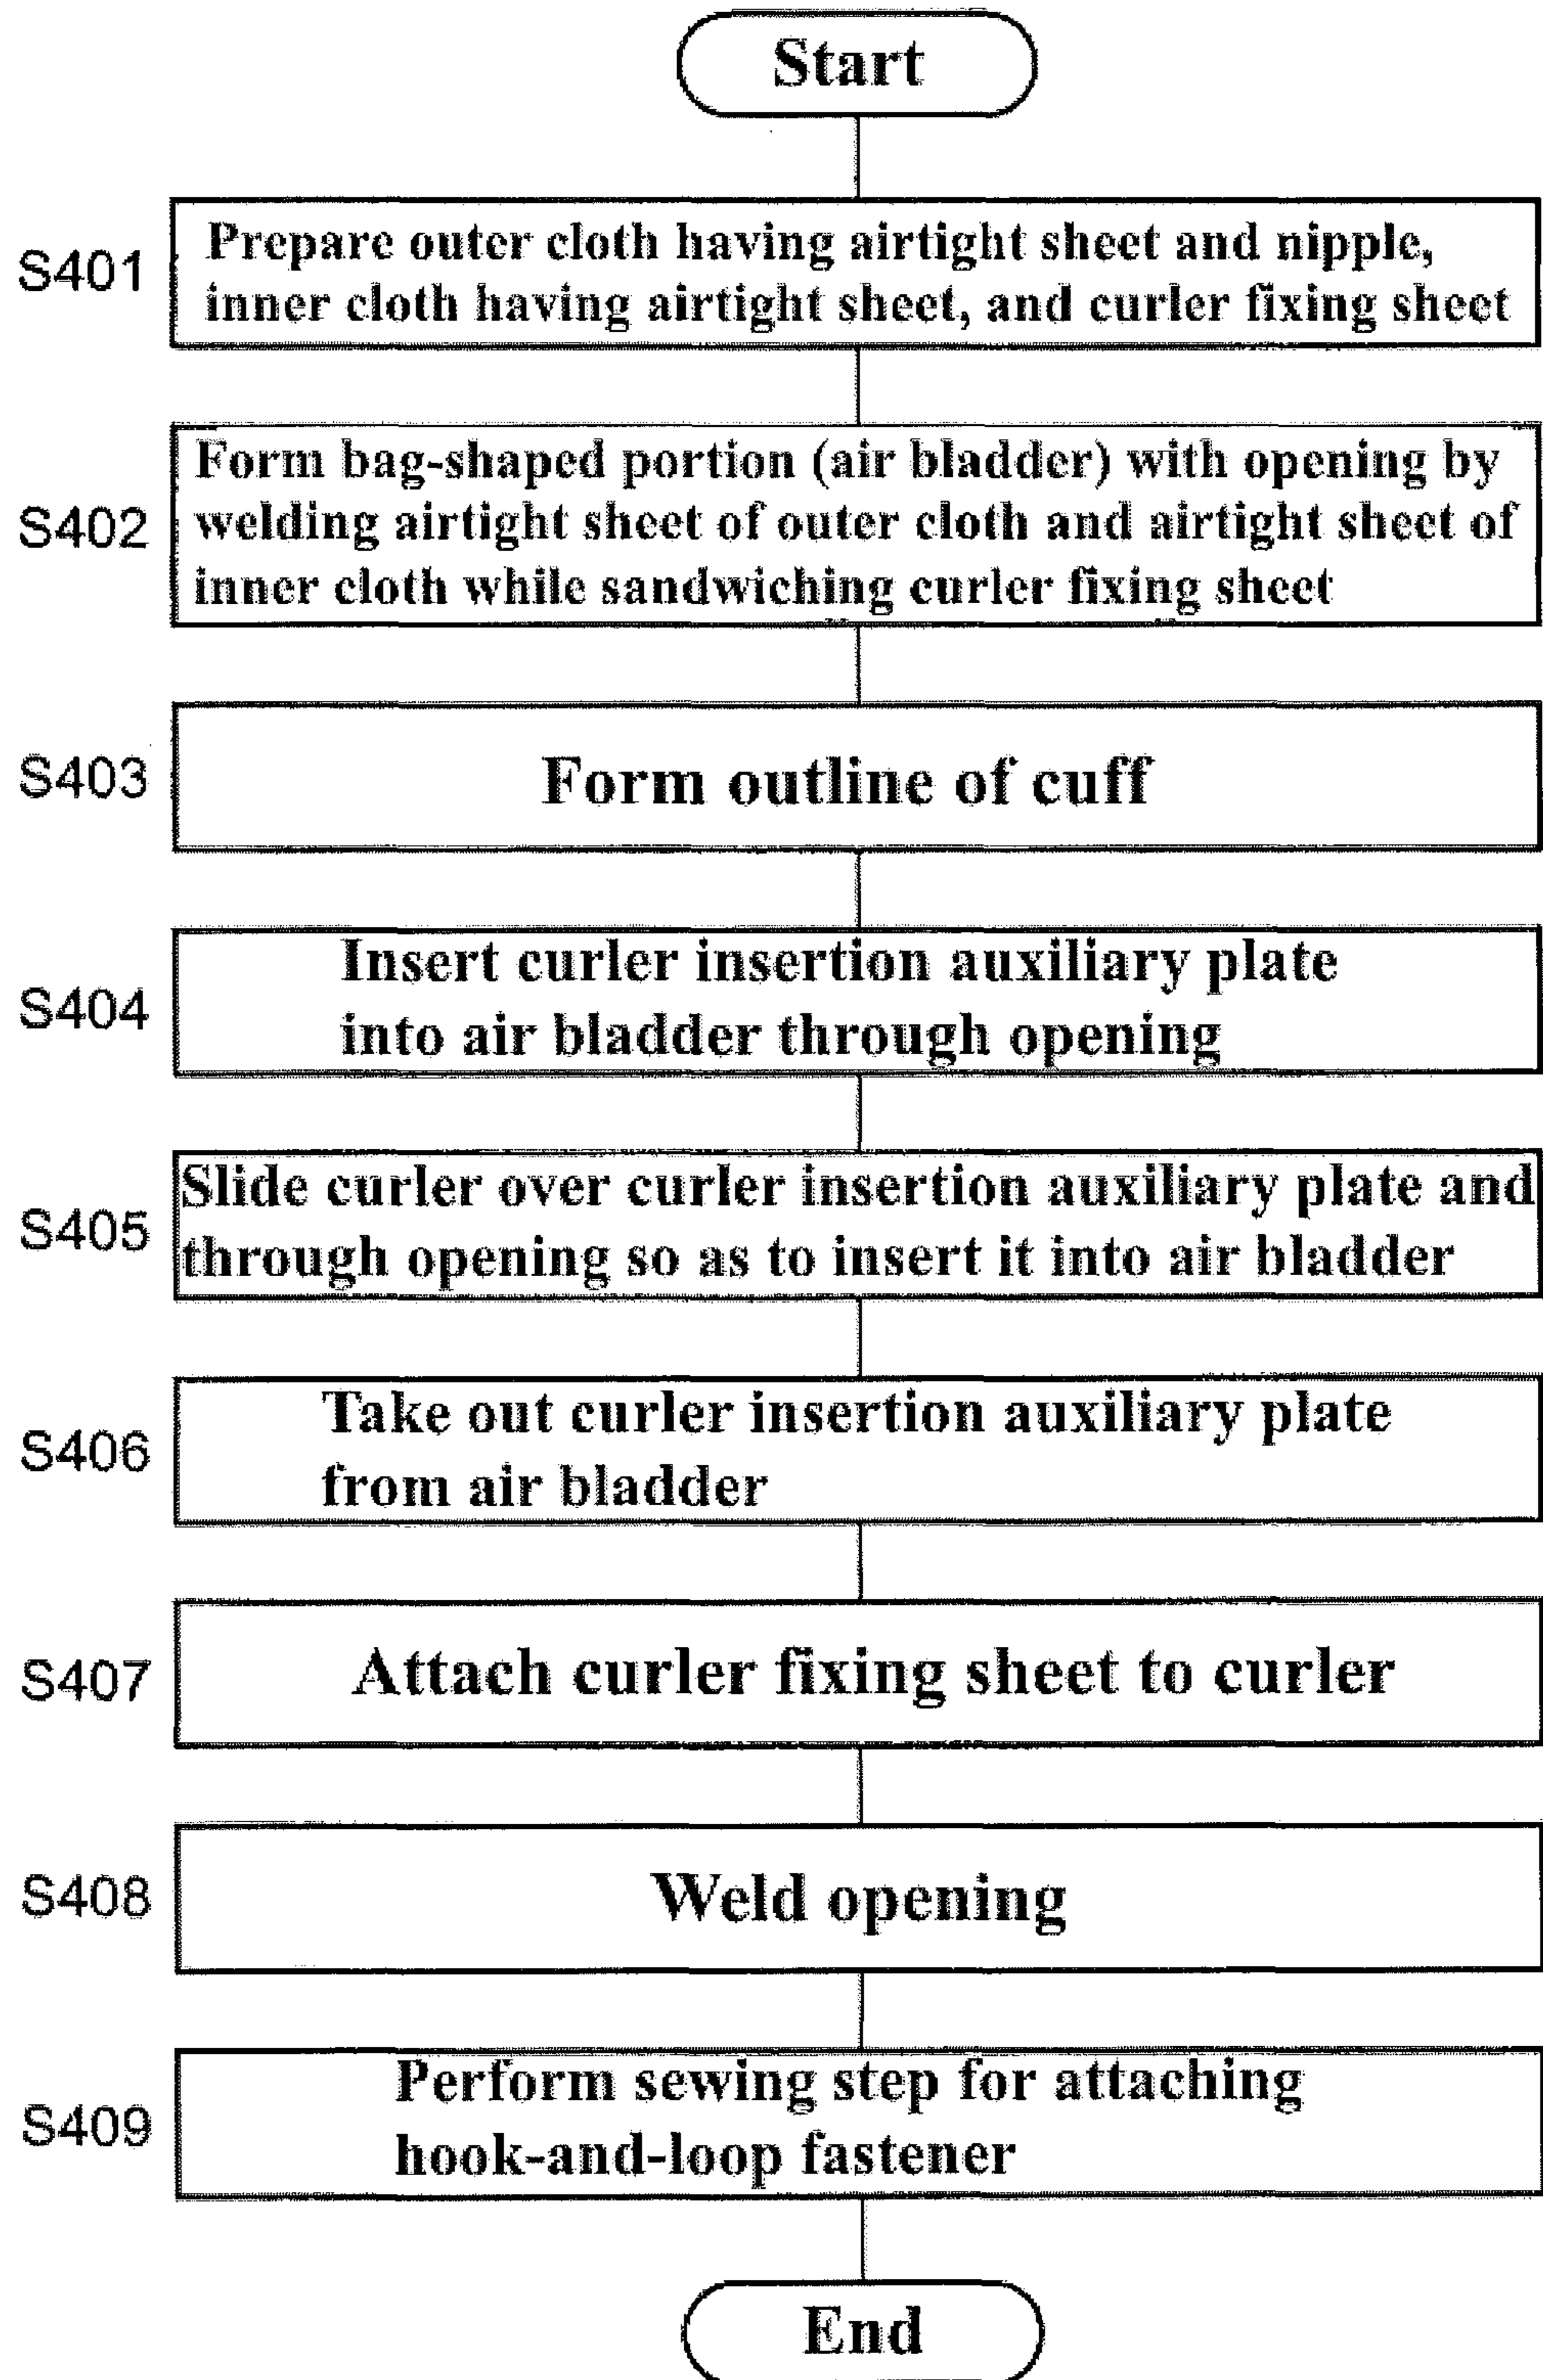 Start
S401
Prepare outer cloth having airtight sheet and nipple,
inner cloth having airtight sheet, and curler fixing sheet
S402
Form bag-shaped portion (air bladder) with opening by
welding airtight sheet of outer cloth and airtight sheet of
inner cloth while sandwiching curler fixing sheet
S403
Form outline of cuff
S404
Insert curler insertion auxiliary plate
into air bladder through opening
S405
Slide curler over curler insertion auxiliary plate and
through opening so as to insert it into air bladder
S406
Take out curler insertion auxiliary plate
from air bladder
S407
Attach curler fixing sheet to curler
S408
Weld opening
S409
Perform sewing step for attaching
hook-and-loop fastener
End